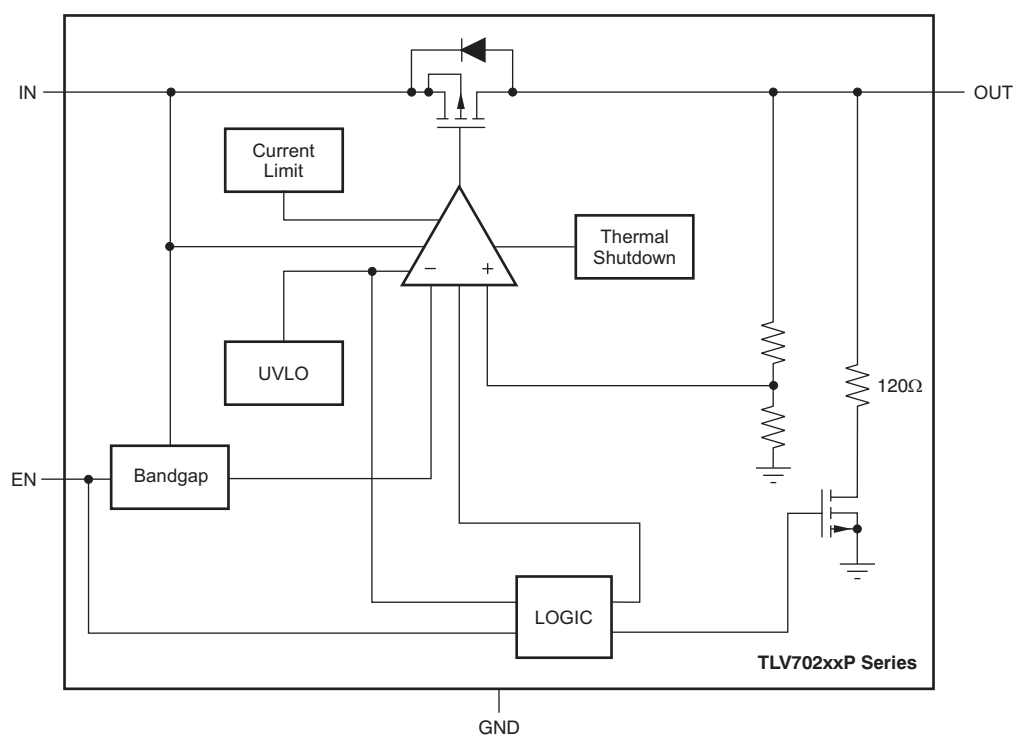 IN
OUT
Current
Limit
Thermal
Shutdown
−
+
UVLO
120Ω
EN
Bandgap
LOGIC
TLV702xxP Series
GND